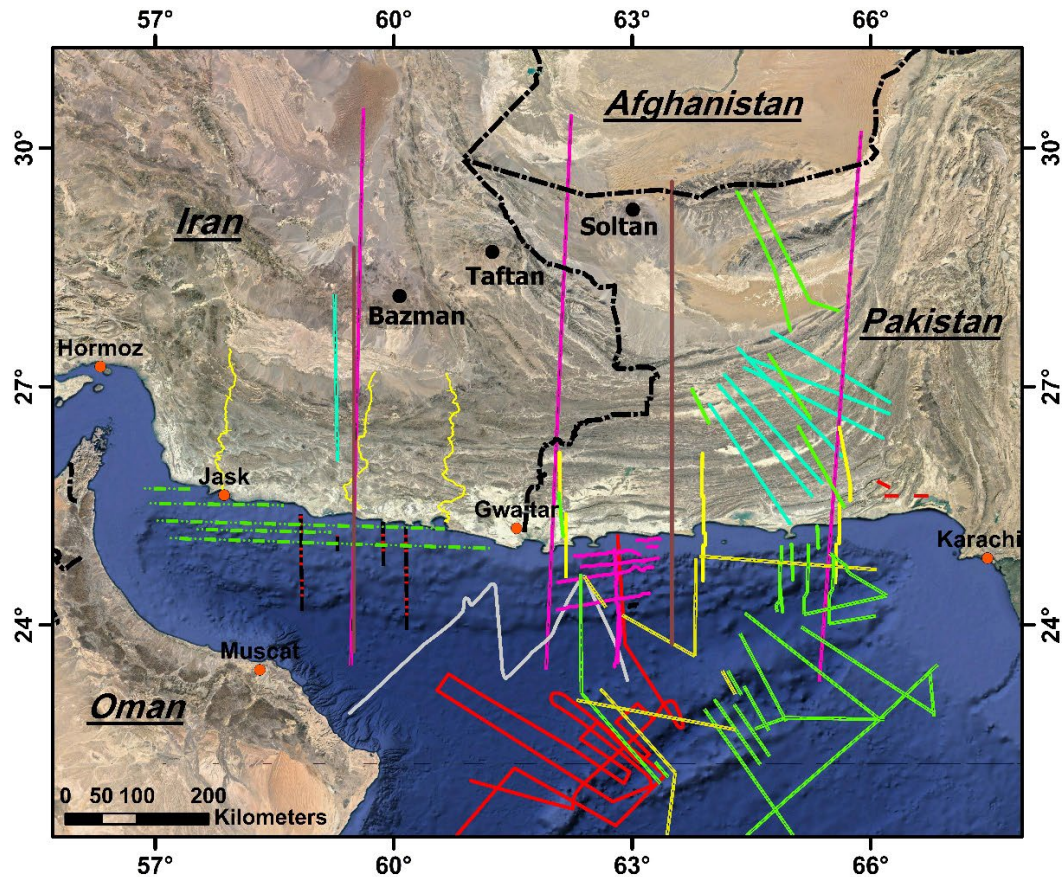 57° 60° 63° 66°
Afghanistan
30° 30°
Iran
Soltan
Taftan
Bazman
Pakistan
Hormoz
27° 27°
Jask
Gwatar
Karachi
24° 24°
Muscat
Oman
0 50 100 200
Kilometers
57° 60° 63° 66°